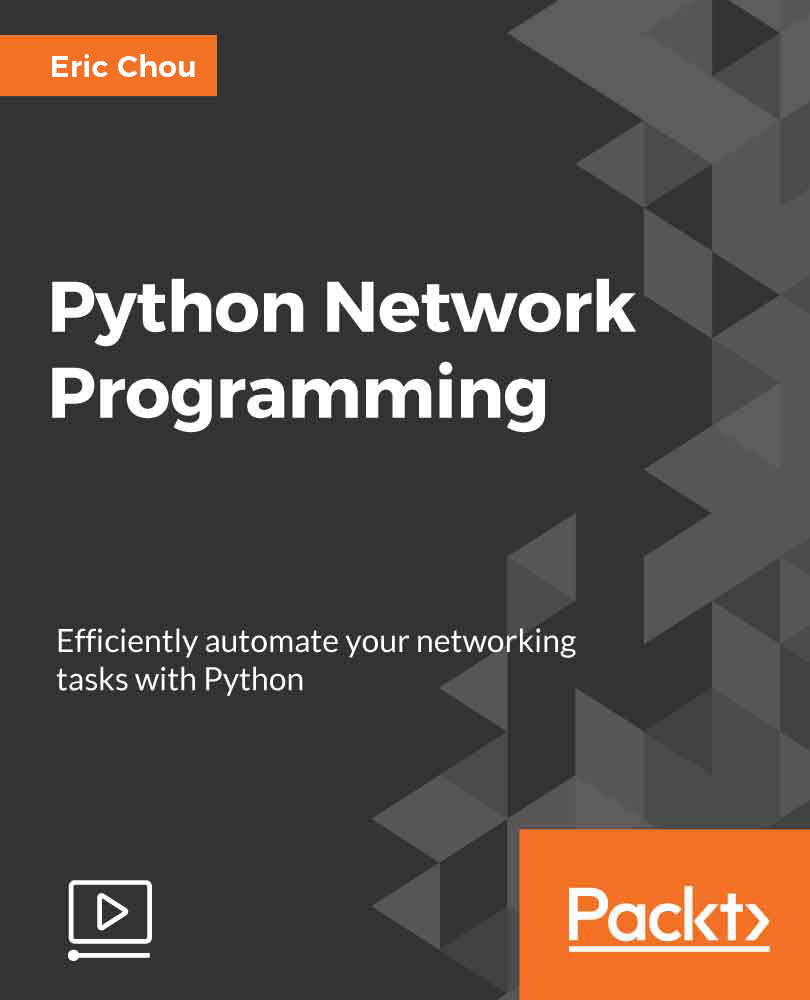 Eric Chou
Python Network
Programming
Efficiently automate your networking
tasks with Python
Packt>